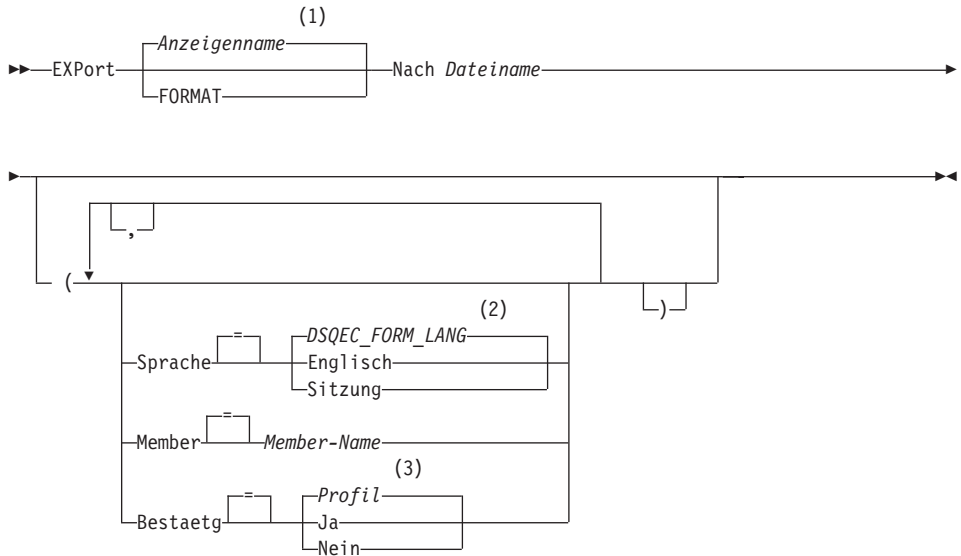 (1)
Anzeigenname
EXPort Nach Dateiname
FORMAT
,
( )
(2)
= DSQEC_FORM_LANG
Sprache Englisch
Sitzung
=
Member Member-Name
(3)
= Profil
Bestaetg Ja
Nein